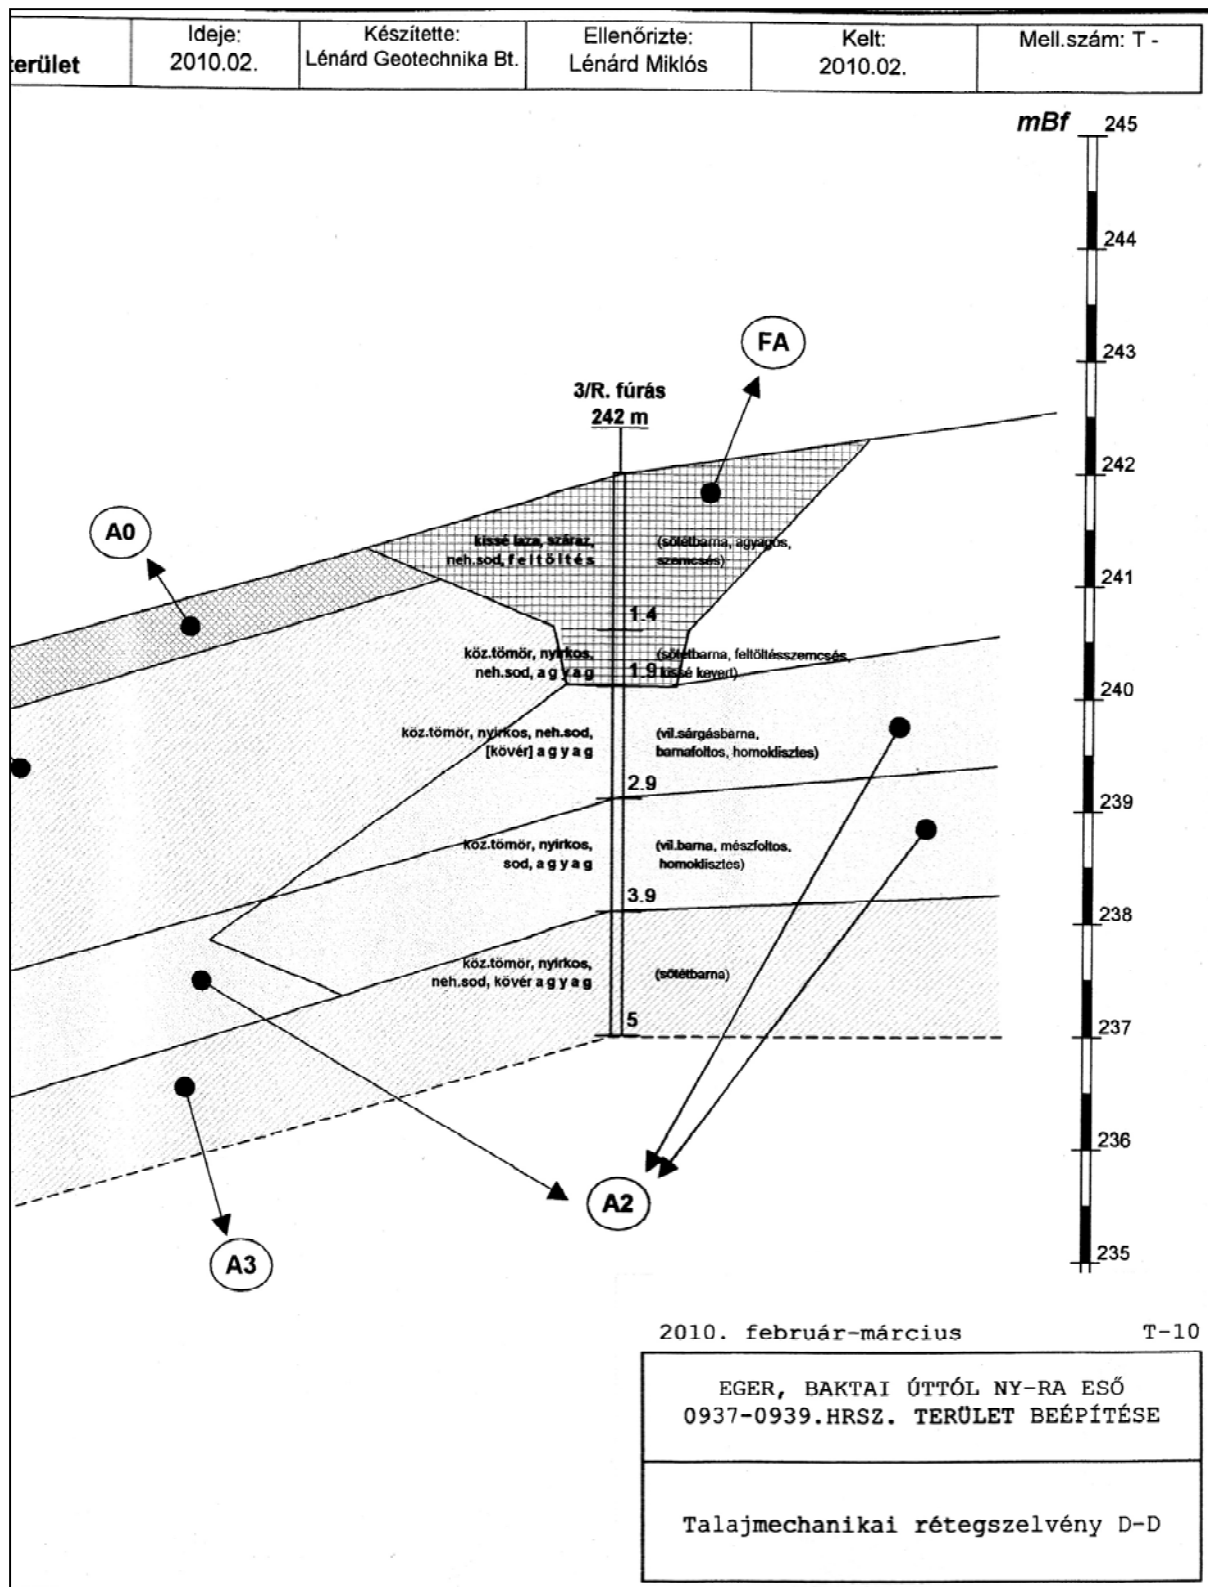 erület
Ideje:
2010.02.
Készítette:
Lénárd Geotechnika Bt.
Ellenőrizte:
Lénárd Miklós
Kelt:
2010.02.
Mell.szám: T -
mBf
245
244
243
242
241
240
239
238
237
236
235
FA
3/R. fúrás
242 m
A0
kissé laza, száraz,
neh.sod, feltöltés
(sötétbarna, agyagos,
szemcsés)
1.4
köz.tömör, nyirkos,
neh.sod, a g y a g
(sötétbarna, feltöltésszemcsés,
kissé kevert)
1.9
köz.tömör, nyirkos, neh.sod,
[kövér] a g y a g
(vil.sárgásbarna,
barnafoltos, homoklisztes)
2.9
köz.tömör, nyirkos,
sod, a g y a g
(vil.barna, mészfoltos,
homoklisztes)
3.9
köz.tömör, nyirkos,
neh.sod, kövér a g y a g
(sötétbarna)
5
A2
A3
2010. február-március T-10
EGER, BAKTAI ÚTTÓL NY-RA ESŐ
0937-0939.HRSZ. TERÜLET BEÉPÍTÉSE
Talajmechanikai rétegszelvény D-D